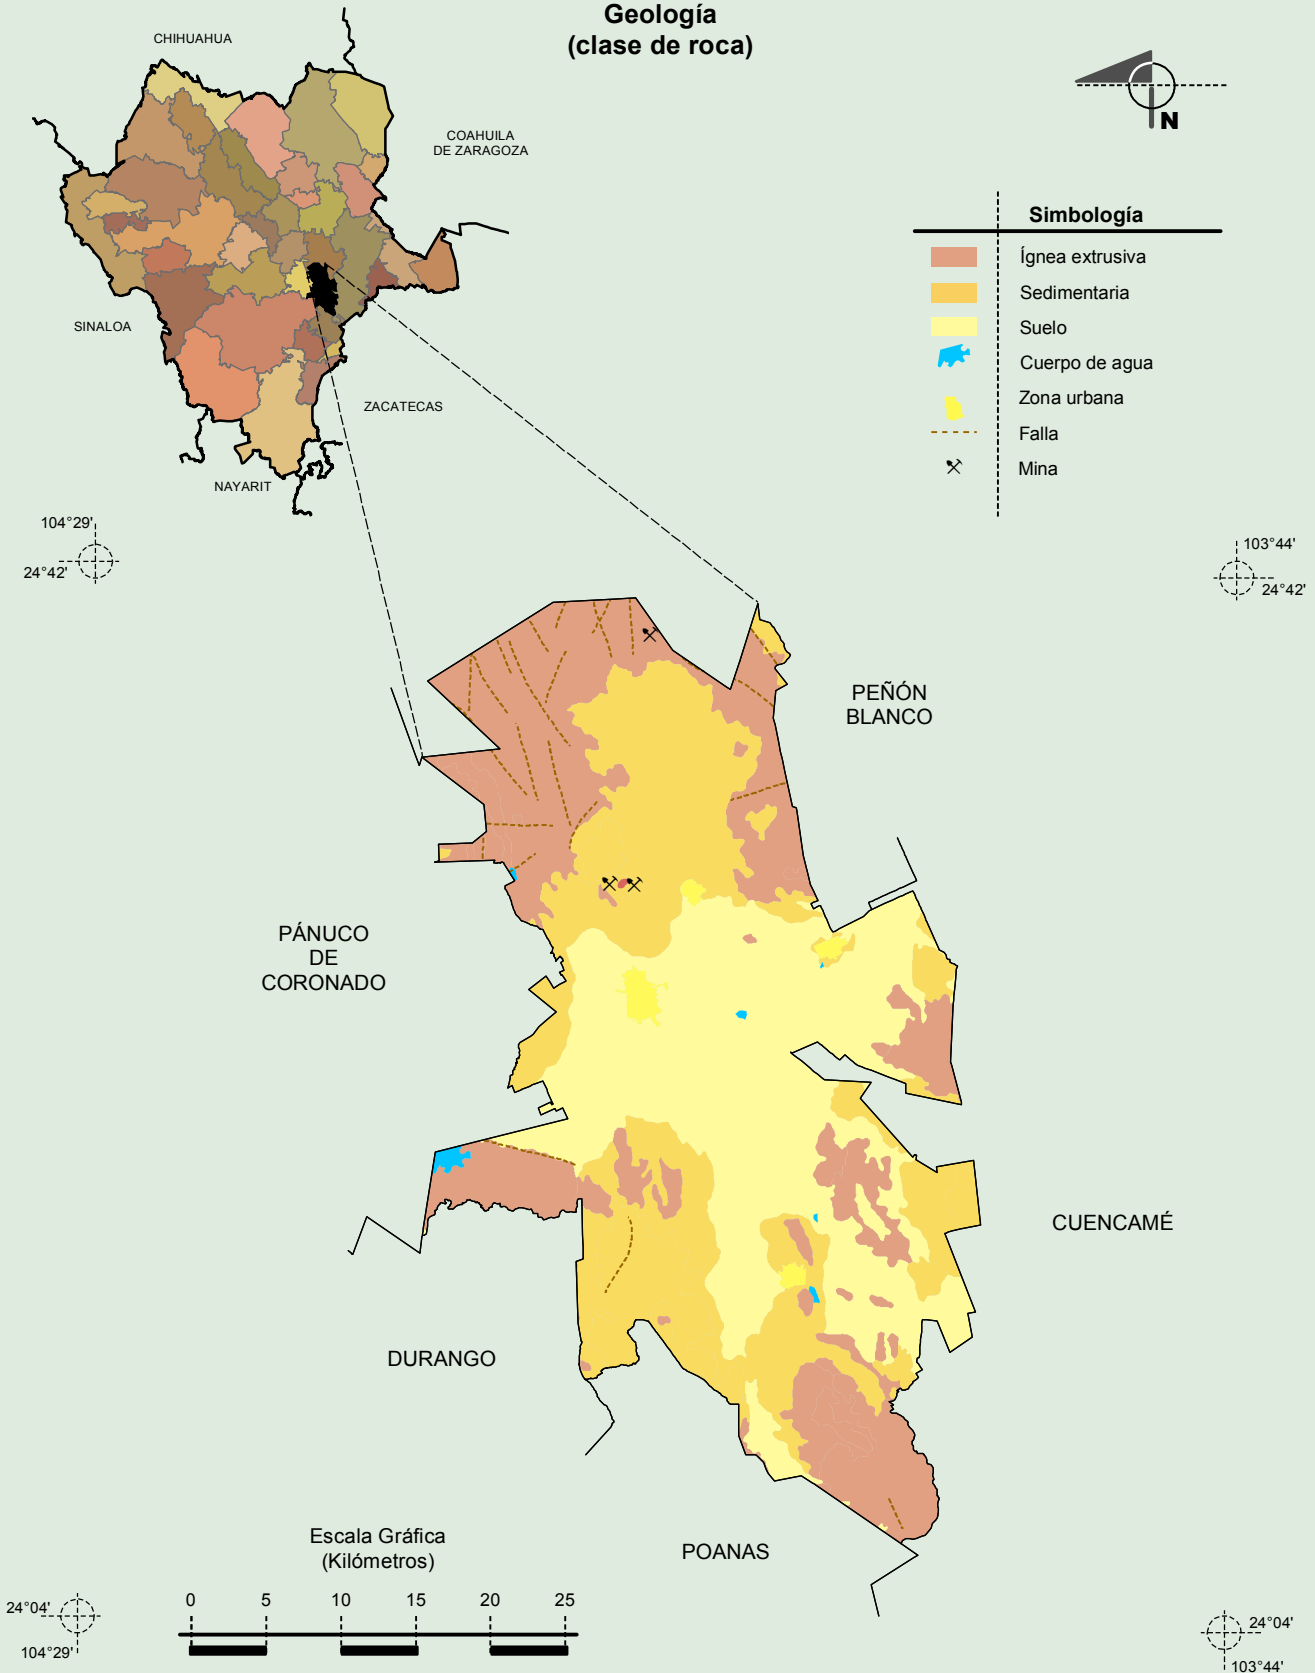 Geología
(clase de roca)
CHIHUAHUA
COAHUILA
DE ZARAGOZA
SINALOA
ZACATECAS
NAYARIT
N
Simbología
Ígnea extrusiva
Sedimentaria
Suelo
Cuerpo de agua
Zona urbana
Falla
Mina
104°29'
24°42'
103°44'
24°42'
PEÑÓN
BLANCO
PÁNUCO
DE
CORONADO
CUENCAMÉ
DURANGO
POANAS
Escala Gráfica
(Kilómetros)
0 5 10 15 20 25
24°04'
104°29'
24°04'
103°44'